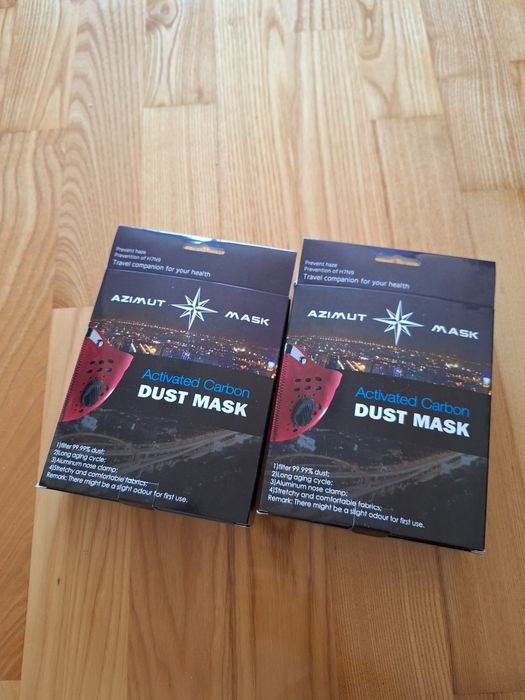 Prevent haze
Prevention of H7N9
Travel companion for your health
AZIMUT MASK
Activated Carbon
DUST MASK
1)filter 99.99% dust;
2)Long aging cycle;
3)Aluminum nose clamp;
4)Stretchy and comfortable fabrics;......
Remark: There might be a slight odour for first use.
Prevent haze
Prevention of H7N9
Travel companion for your health
AZIMUT MASK
Activated Carbon
DUST MASK
1)filter 99.99% dust;
2)Long aging cycle;
3)Aluminum nose clamp;
4)Stretchy and comfortable fabrics;......
Remark: There might be a slight odour for first use.